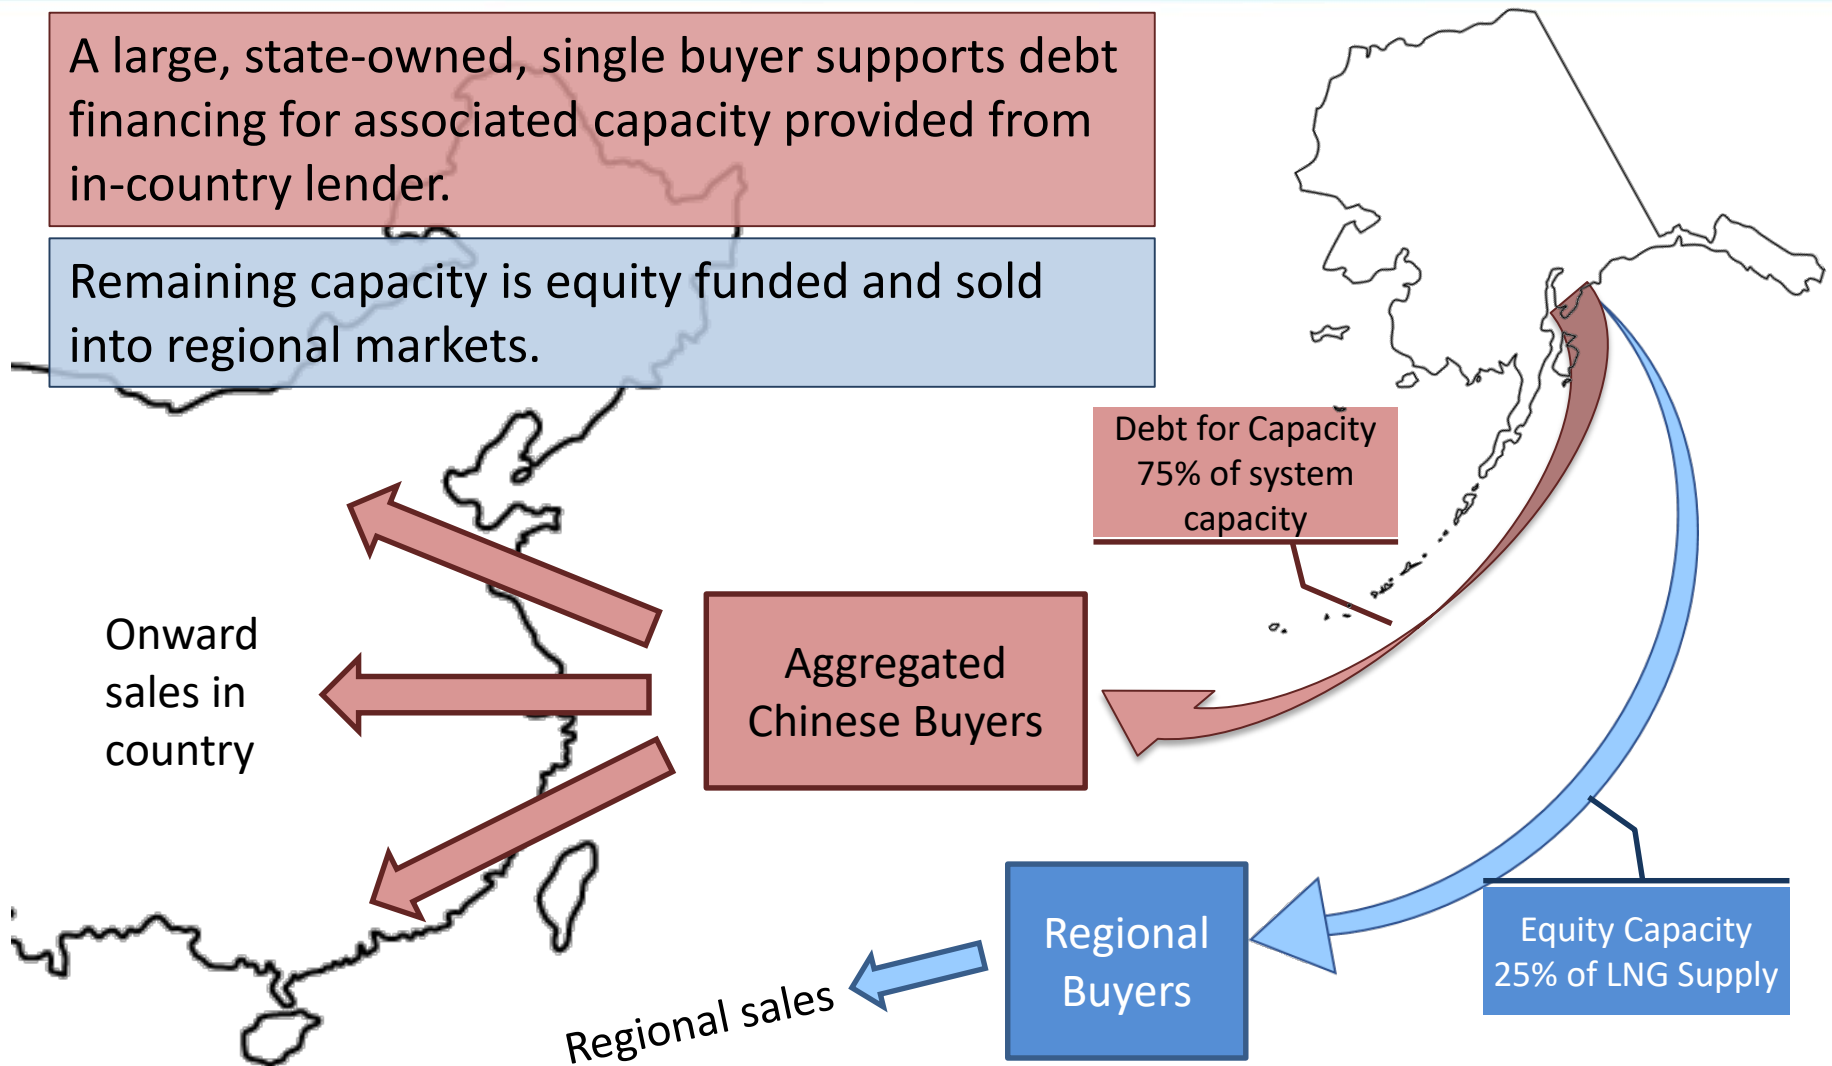 A large, state-owned, single buyer supports debt
financing for associated capacity provided from
in-country lender.
Remaining capacity is equity funded and sold
into regional markets.
Debt for Capacity
75% of system
capacity
Onward
sales in
country
Aggregated
Chinese Buyers
Regional
Buyers
Equity Capacity
25% of LNG Supply
Regional sales